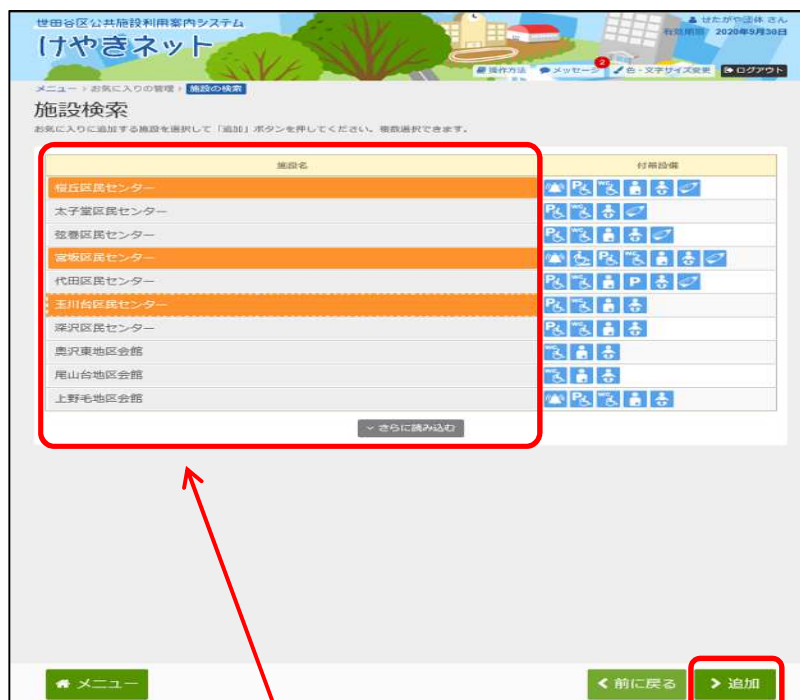 世田谷区公共施設利用案内システム
けやきネット
せたがや団体 さん
有効期限: 2020年9月30日
操作方法 メッセージ 2 色・文字サイズ変更 ログアウト
メニュー > お気に入りの管理 > 施設の検索
施設検索
お気に入りに追加する施設を選択して「追加」ボタンを押してください。複数選択できます。
施設名 付帯設備
桜丘区民センター
太子堂区民センター
弦巻区民センター
宮坂区民センター
代田区民センター
玉川台区民センター
深沢区民センター
奥沢東地区会館
尾山台地区会館
上野毛地区会館
さらに読み込む
メニュー 前に戻る 追加